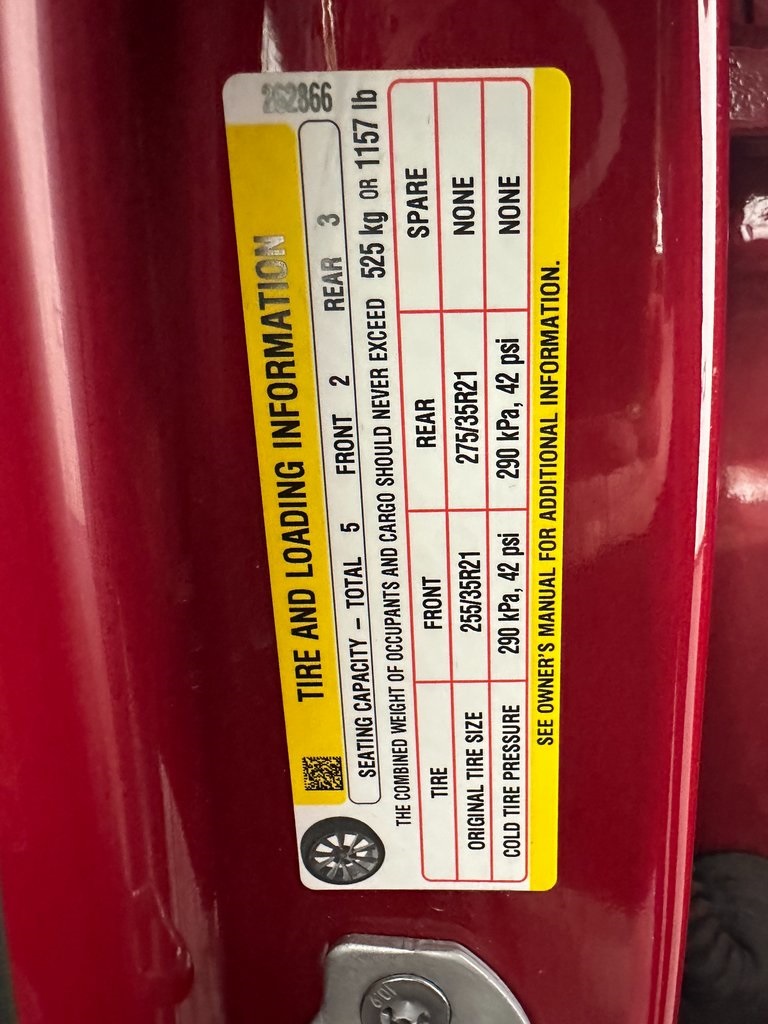 262866
TIRE AND LOADING INFORMATION
SEATING CAPACITY – TOTAL 5 FRONT 2 REAR 3
THE COMBINED WEIGHT OF OCCUPANTS AND CARGO SHOULD NEVER EXCEED 525 kg OR 1157 lb
TIRE FRONT REAR SPARE
ORIGINAL TIRE SIZE 255/35R21 275/35R21 NONE
COLD TIRE PRESSURE 290 kPa, 42 psi 290 kPa, 42 psi NONE
SEE OWNER'S MANUAL FOR ADDITIONAL INFORMATION.